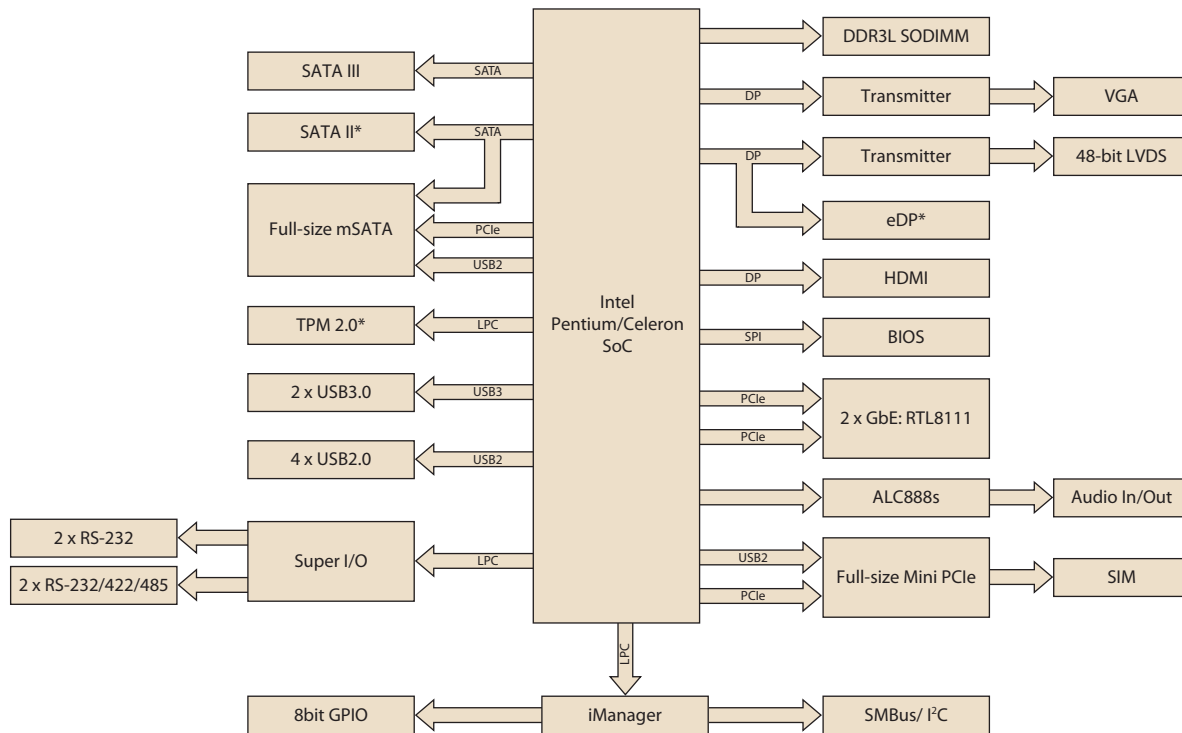 DDR3L SODIMM
SATA III
SATA
DP
Transmitter
VGA
SATA II*
SATA
DP
Transmitter
48-bit LVDS
Full-size mSATA
PCIe
USB2
eDP*
DP
HDMI
Intel
Pentium/Celeron
SoC
TPM 2.0*
LPC
SPI
BIOS
2 x USB3.0
USB3
PCIe
PCIe
2 x GbE: RTL8111
4 x USB2.0
USB2
ALC888s
Audio In/Out
2 x RS-232
2 x RS-232/422/485
Super I/O
LPC
USB2
PCIe
Full-size Mini PCIe
SIM
LPC
8bit GPIO
iManager
SMBus/ I²C